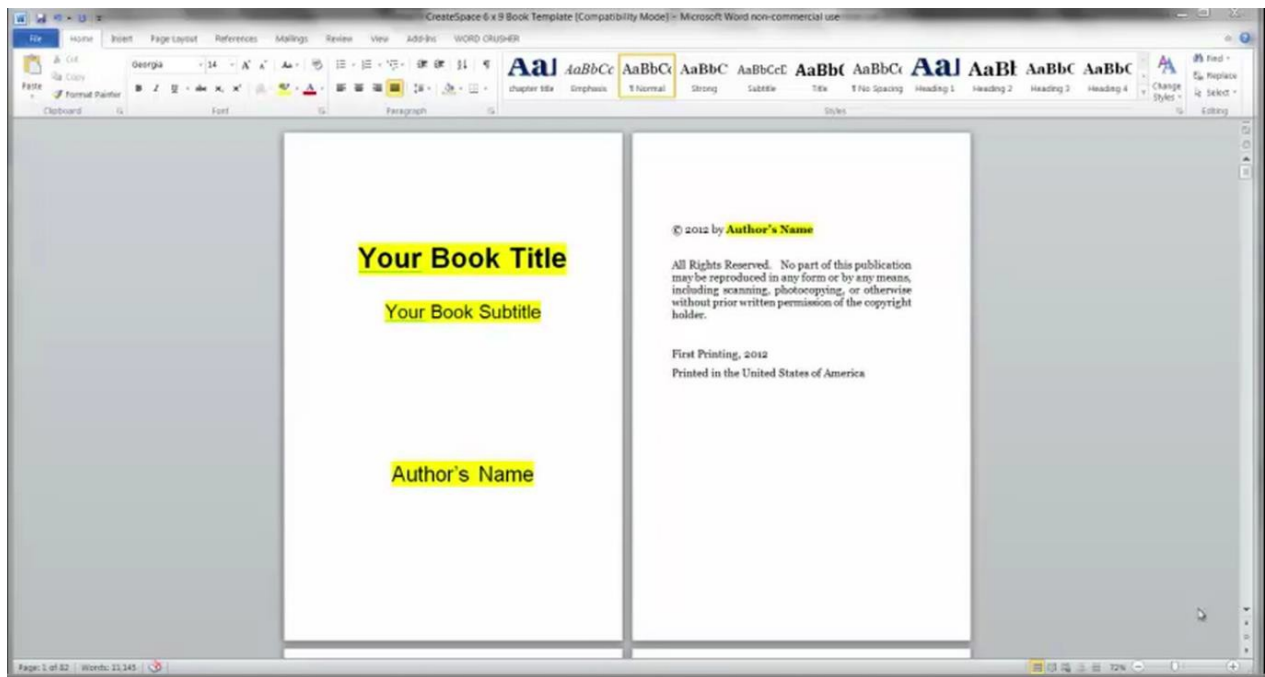 CreateSpace 6 x 9 Book Template [Compatibility Mode] - Microsoft Word non-commercial use
File Home Insert Page Layout References Mailings Review View Add-Ins WORD CRUSHER
Paste
Cut
Copy
Format Painter
Clipboard
Georgia 14
Font
Paragraph
AaI AaBbCc AaBbCc AaBbC AaBbCcD AaBb( AaBbCc AaI AaBb AaBbC AaBbC
chapter title Emphasis ¶ Normal Strong Subtitle Title ¶ No Spacing Heading 1 Heading 2 Heading 3 Heading 4
Styles
Change Styles
Find
Replace
Select
Editing
Your Book Title
Your Book Subtitle
Author's Name
© 2012 by Author's Name
All Rights Reserved. No part of this publication
may be reproduced in any form or by any means,
including scanning, photocopying, or otherwise
without prior written permission of the copyright
holder.
First Printing, 2012
Printed in the United States of America
Page: 1 of 82 Words: 11,145
72%